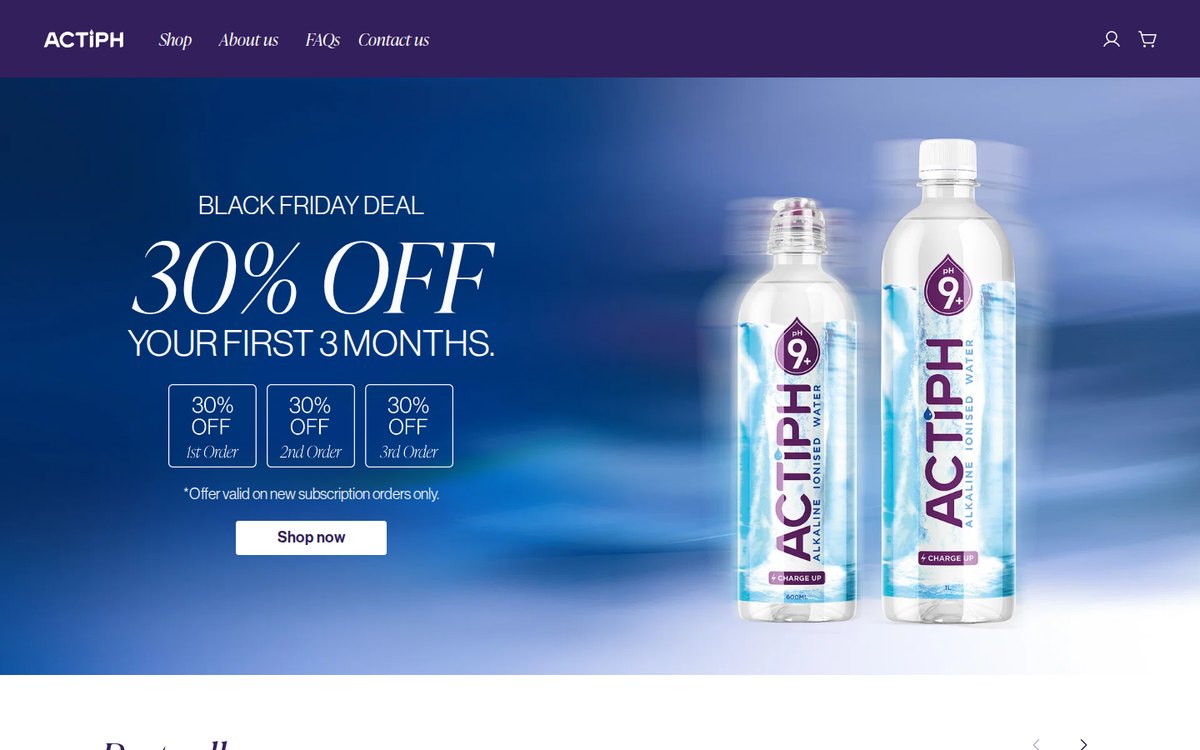 ACTiPH
Shop
About us
FAQs
Contact us
BLACK FRIDAY DEAL
30% OFF
YOUR FIRST 3 MONTHS.
30%
OFF
1st Order
30%
OFF
2nd Order
30%
OFF
3rd Order
*Offer valid on new subscription orders only.
Shop now
pH
9+
ACTiPH
ALKALINE IONISED WATER
CHARGE UP
600ML
pH
9+
ACTiPH
ALKALINE IONISED WATER
CHARGE UP
1L